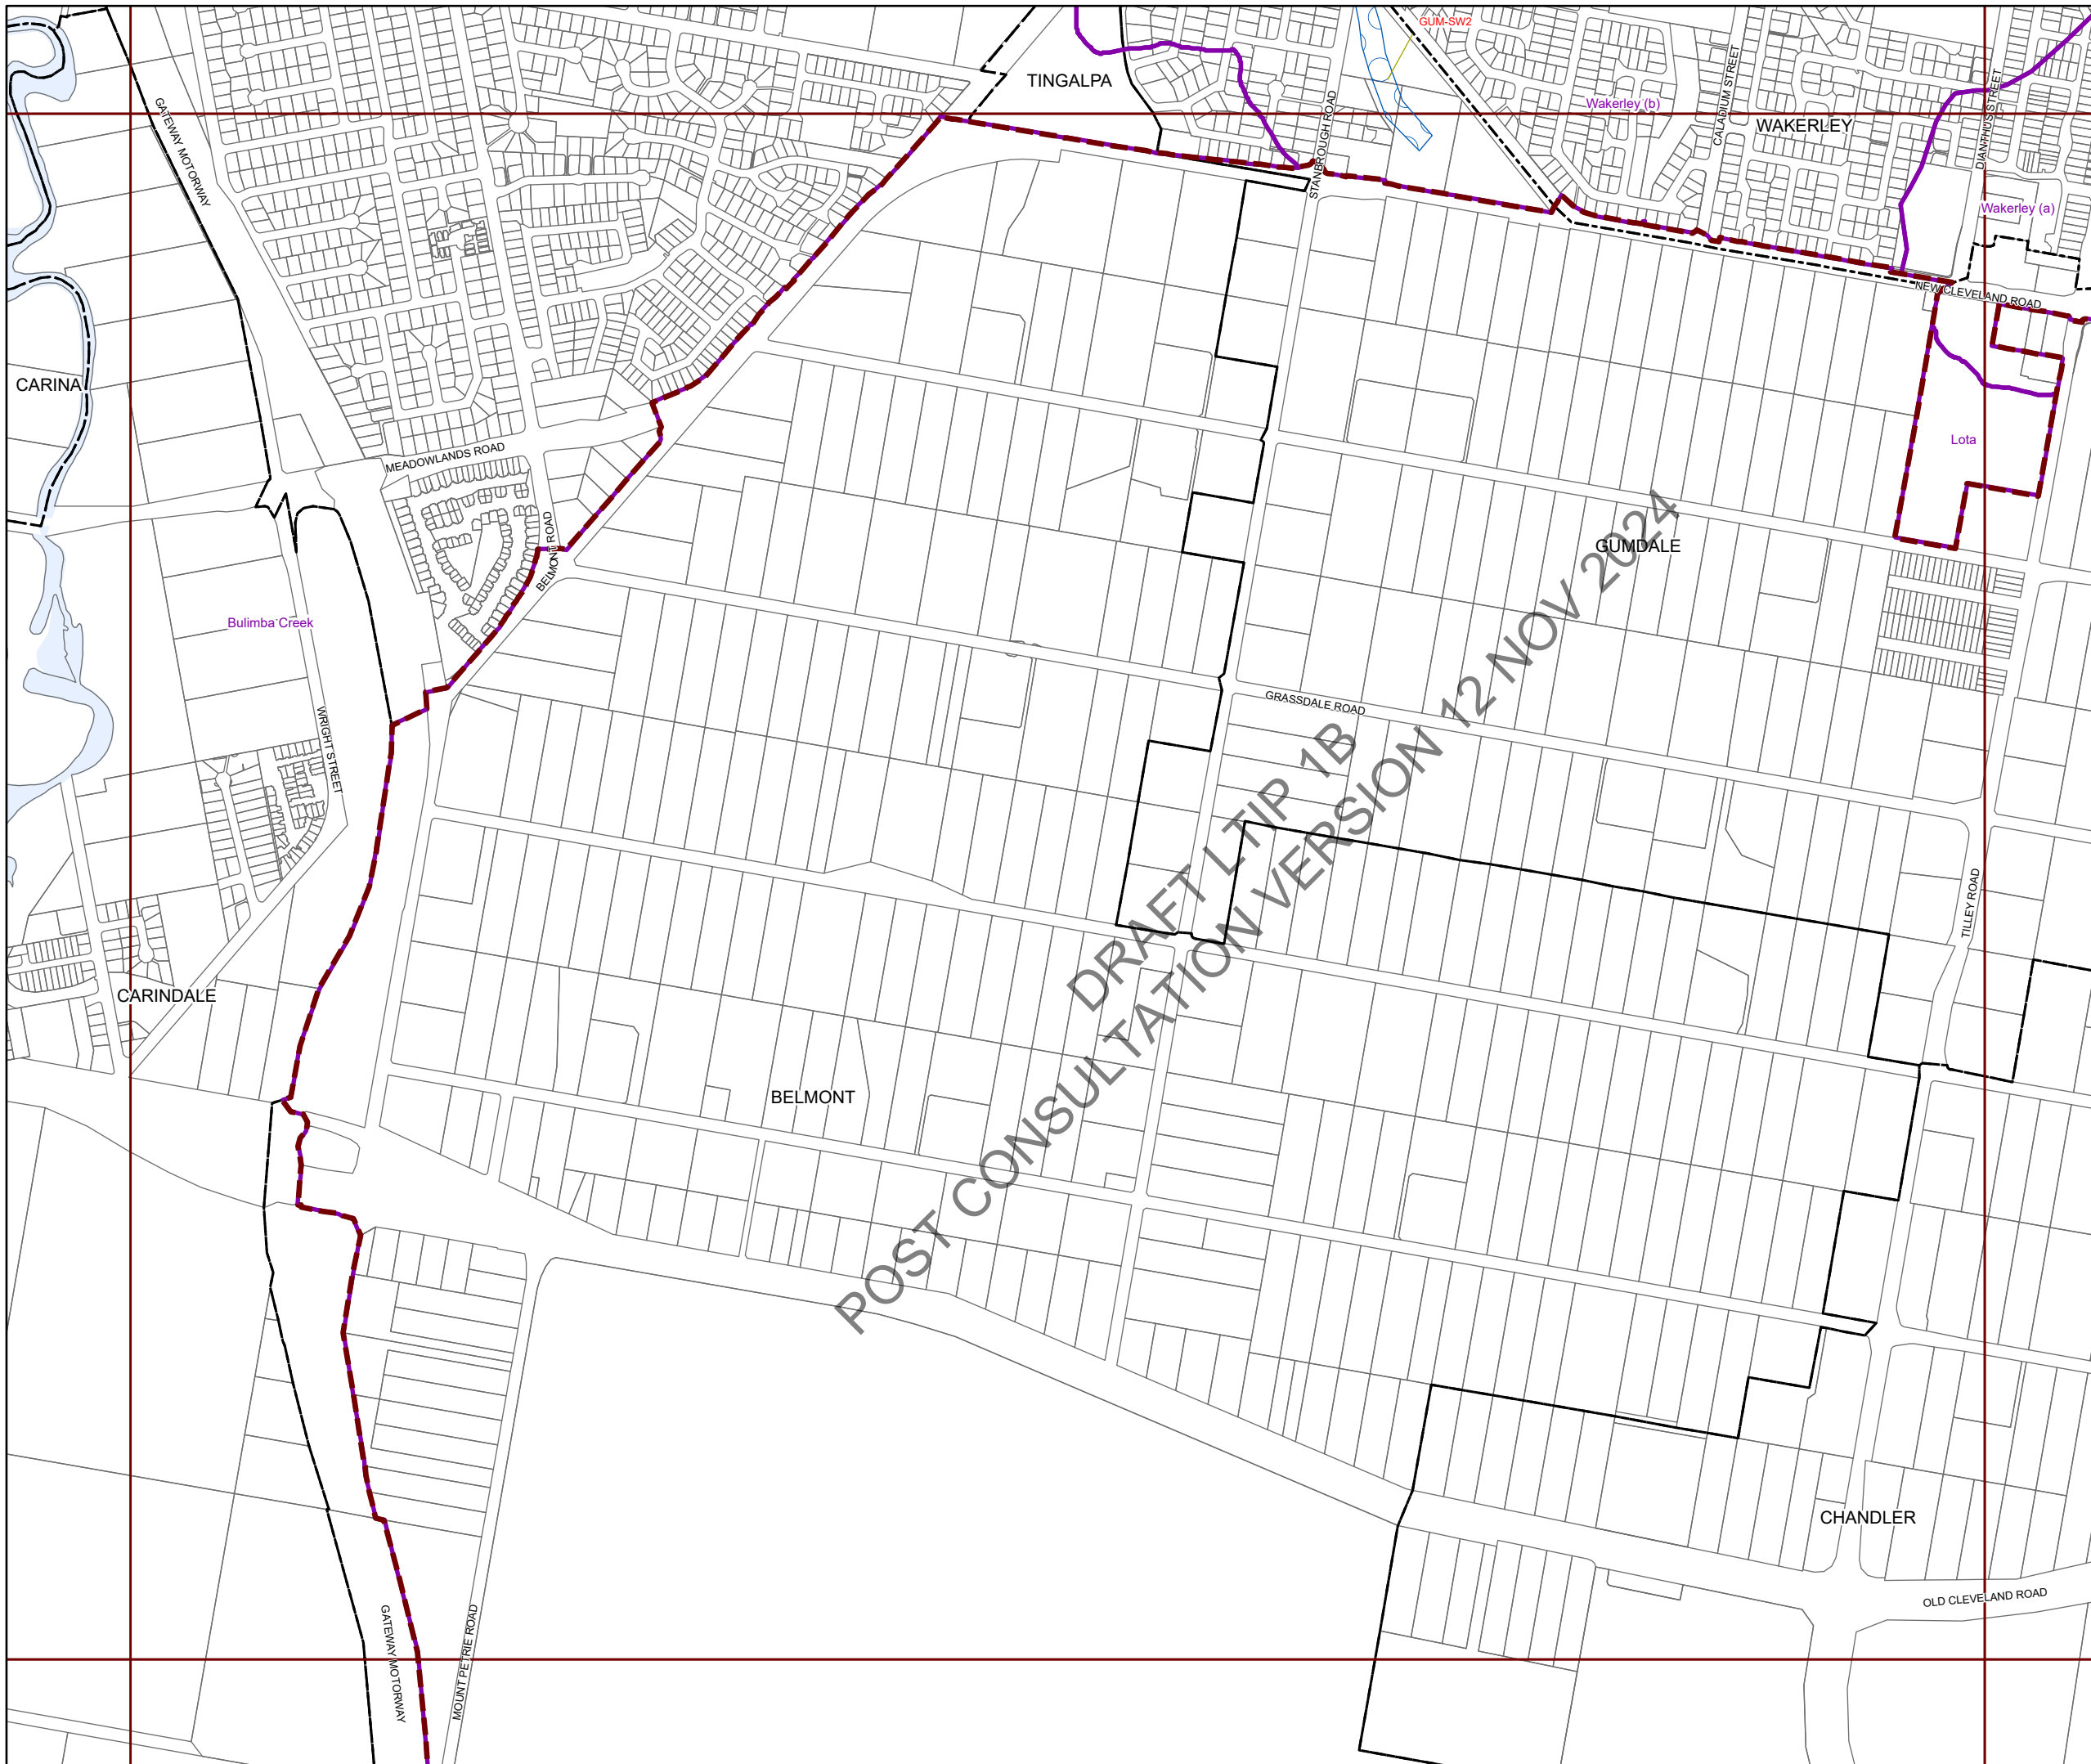 GUM-SW2
TINGALPA
CALADIUM STREET
Wakerley (b)
WAKERLEY
DIANTHUS STREET
GATEWAY MOTORWAY
STANBROUGH ROAD
Wakerley (a)
NEW CLEVELAND ROAD
CARINA
Lota
MEADOWLANDS ROAD
BELMONT ROAD
GUMDALE
Bulimba Creek
GRASSDALE ROAD
WRIGHT STREET
DRAFT LTIP 1B
POST CONSULTATION VERSION 12 NOV 2024
TILLEY ROAD
CARINDALE
BELMONT
CHANDLER
OLD CLEVELAND ROAD
GATEWAY MOTORWAY
MOUNT PETRIE ROAD